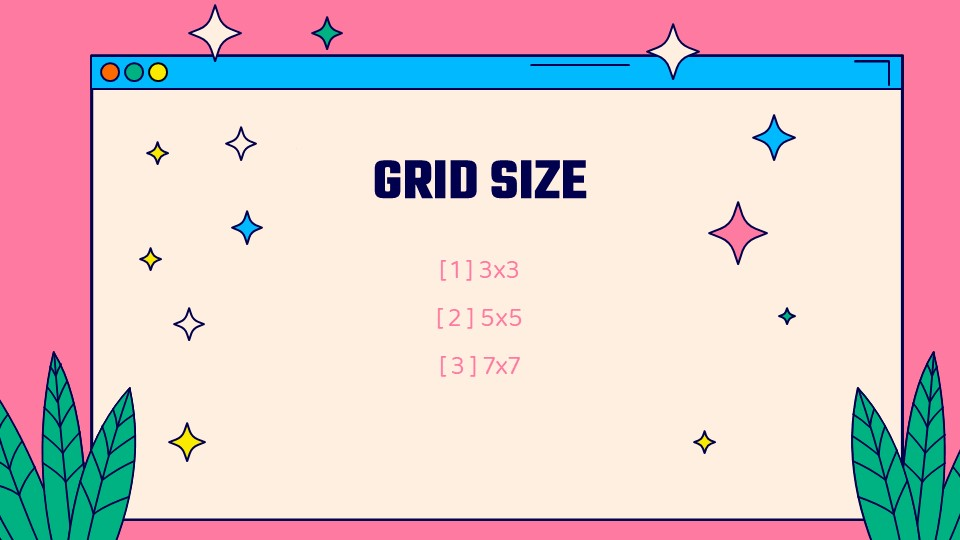 GRID SIZE
[1] 3x3
[2] 5x5
[3] 7x7